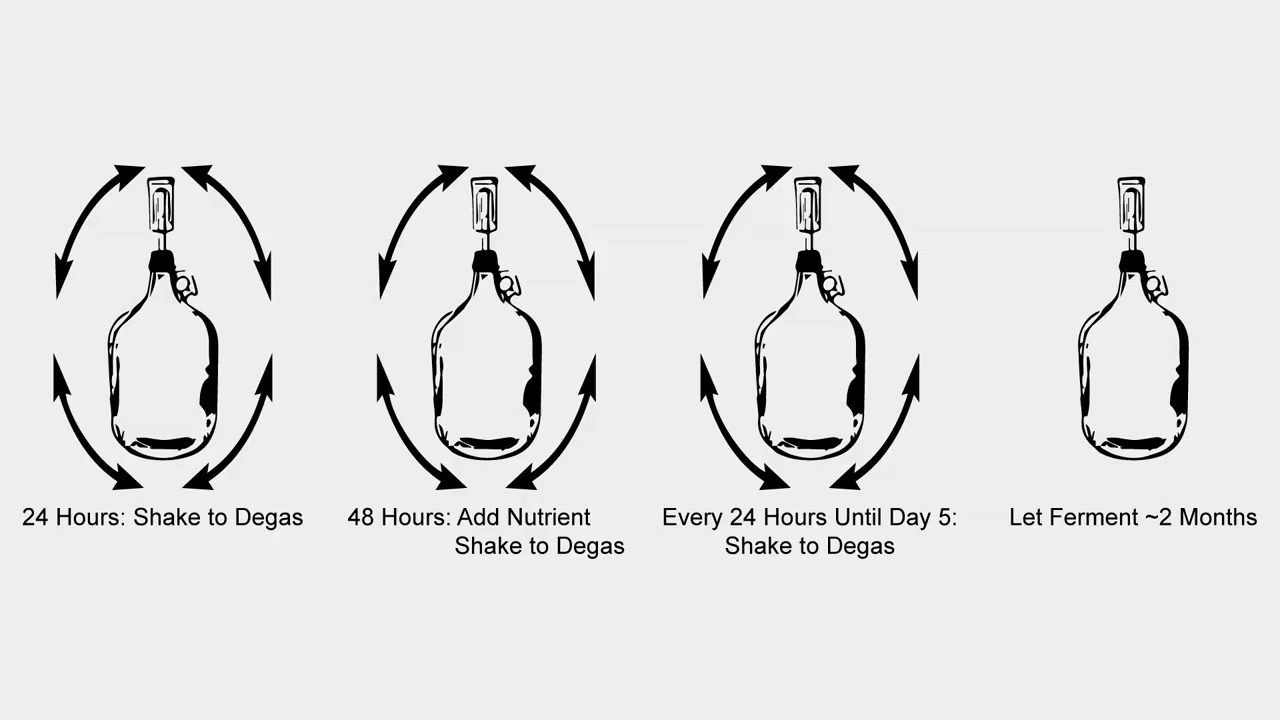 24 Hours: Shake to Degas
48 Hours: Add Nutrient
Shake to Degas
Every 24 Hours Until Day 5:
Shake to Degas
Let Ferment ~2 Months